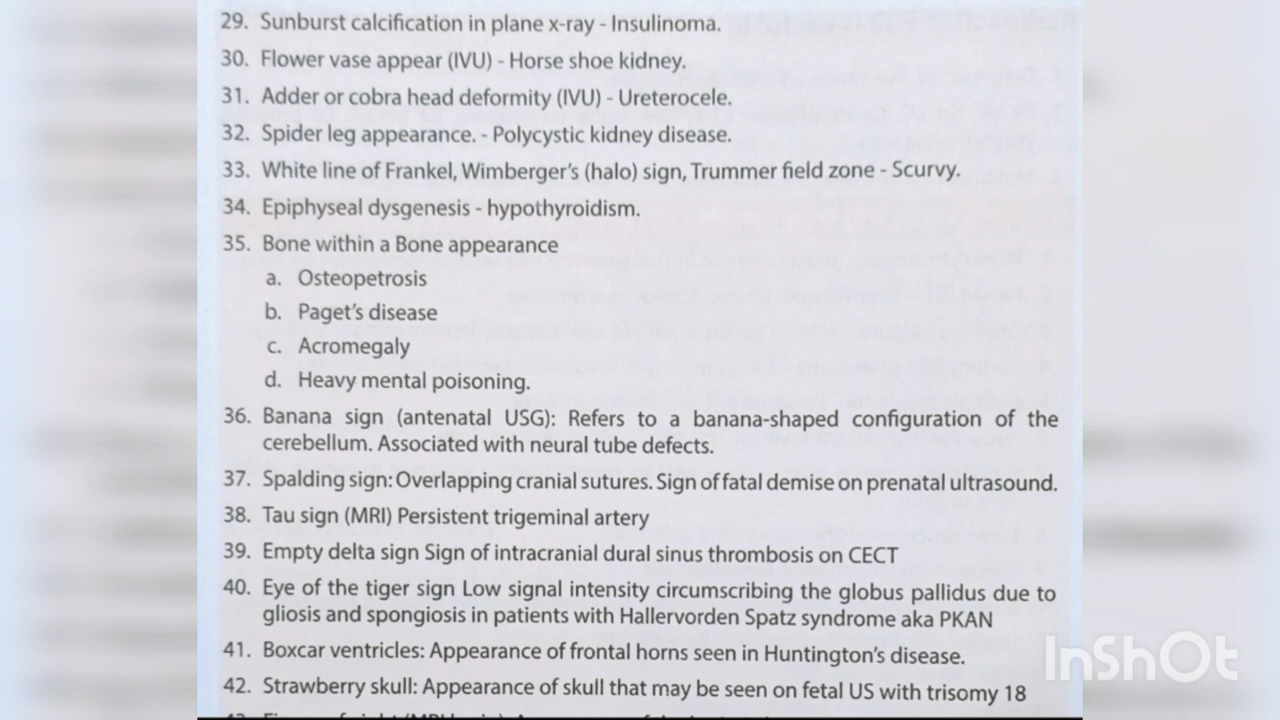 29. Sunburst calcification in plane x-ray - Insulinoma.
30. Flower vase appear (IVU) - Horse shoe kidney.
31. Adder or cobra head deformity (IVU) - Ureterocele.
32. Spider leg appearance. - Polycystic kidney disease.
33. White line of Frankel, Wimberger's (halo) sign, Trummer field zone - Scurvy.
34. Epiphyseal dysgenesis - hypothyroidism.
35. Bone within a Bone appearance
a. Osteopetrosis
b. Paget's disease
c. Acromegaly
d. Heavy mental poisoning.
36. Banana sign (antenatal USG): Refers to a banana-shaped configuration of the
cerebellum. Associated with neural tube defects.
37. Spalding sign: Overlapping cranial sutures. Sign of fatal demise on prenatal ultrasound.
38. Tau sign (MRI) Persistent trigeminal artery
39. Empty delta sign Sign of intracranial dural sinus thrombosis on CECT
40. Eye of the tiger sign Low signal intensity circumscribing the globus pallidus due to
gliosis and spongiosis in patients with Hallervorden Spatz syndrome aka PKAN
41. Boxcar ventricles: Appearance of frontal horns seen in Huntington's disease.
42. Strawberry skull: Appearance of skull that may be seen on fetal US with trisomy 18
InShOt